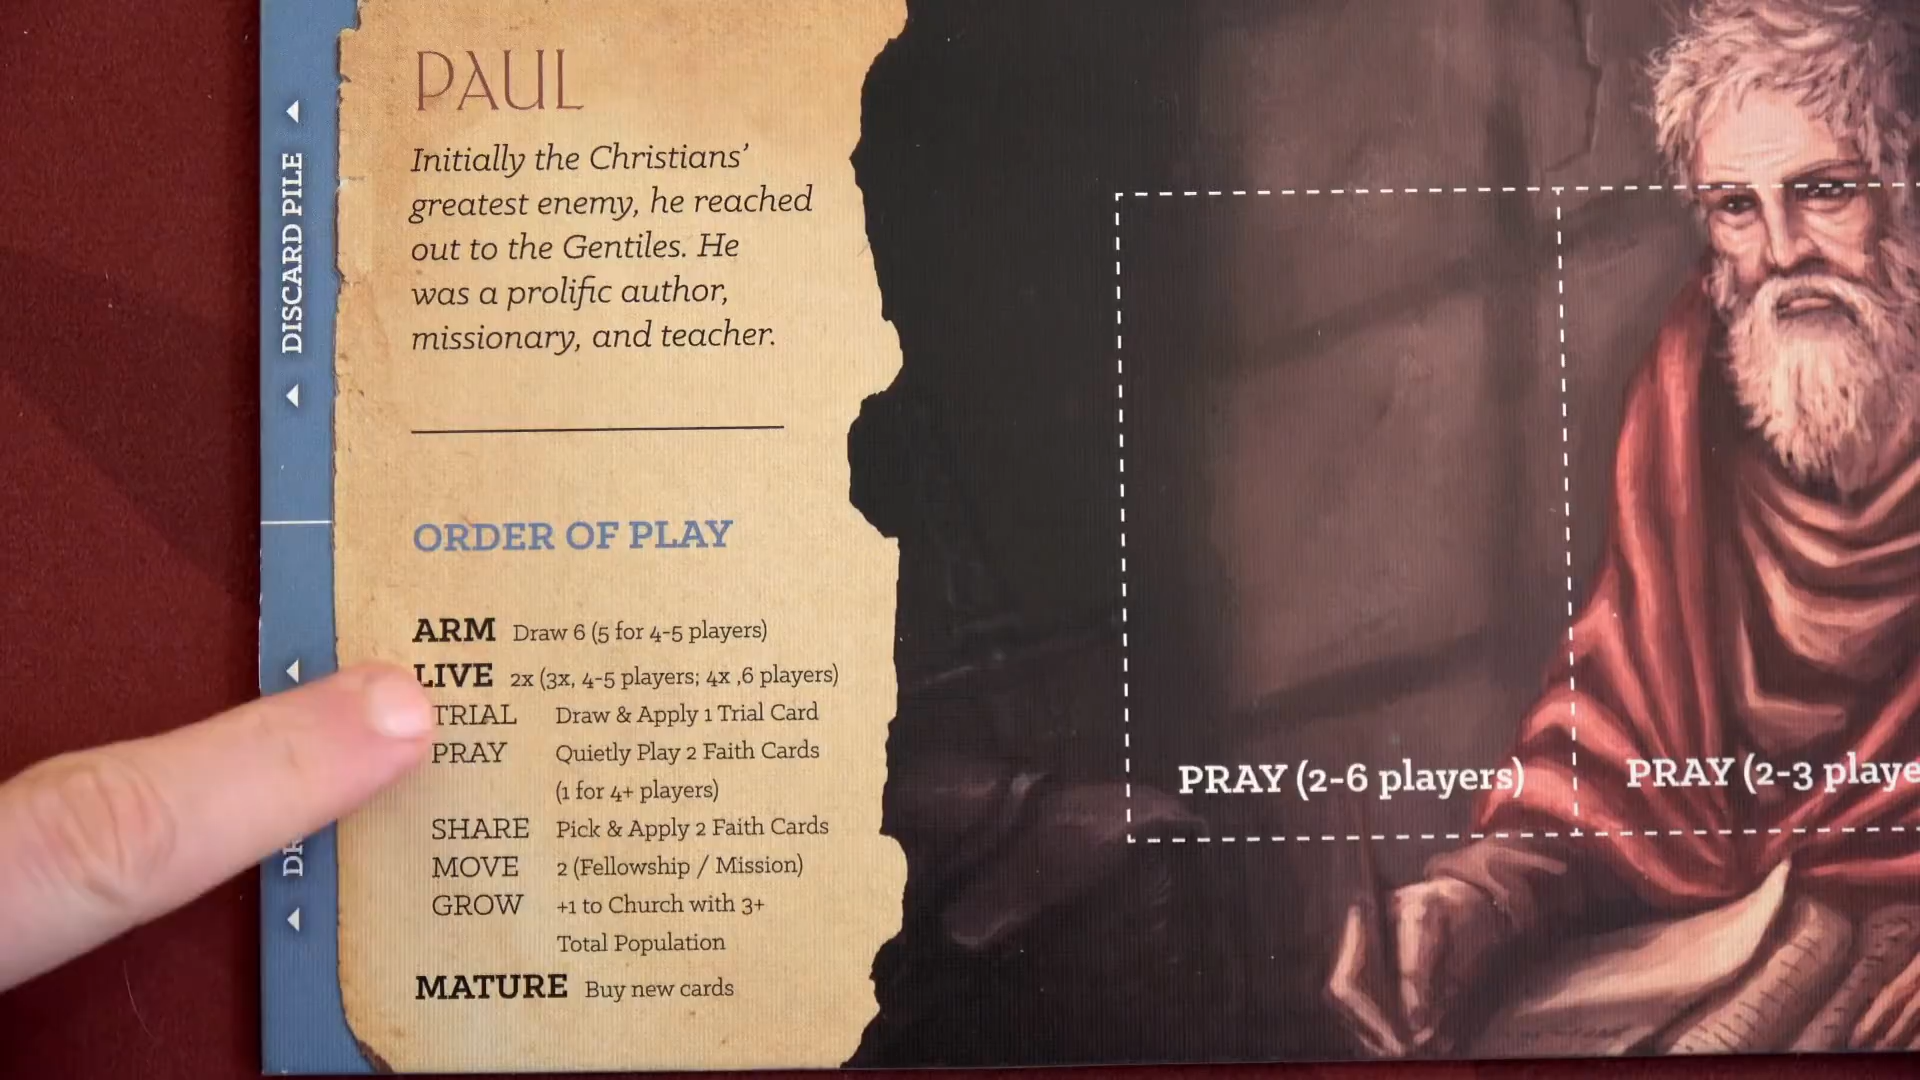 DISCARD PILE
PAUL
Initially the Christians'
greatest enemy, he reached
out to the Gentiles. He
was a prolific author,
missionary, and teacher.
ORDER OF PLAY
ARM Draw 6 (5 for 4-5 players)
LIVE 2x (3x, 4-5 players; 4x ,6 players)
TRIAL Draw & Apply 1 Trial Card
PRAY Quietly Play 2 Faith Cards
(1 for 4+ players)
SHARE Pick & Apply 2 Faith Cards
MOVE 2 (Fellowship / Mission)
GROW +1 to Church with 3+
Total Population
MATURE Buy new cards
PRAY (2-6 players)
PRAY (2-3